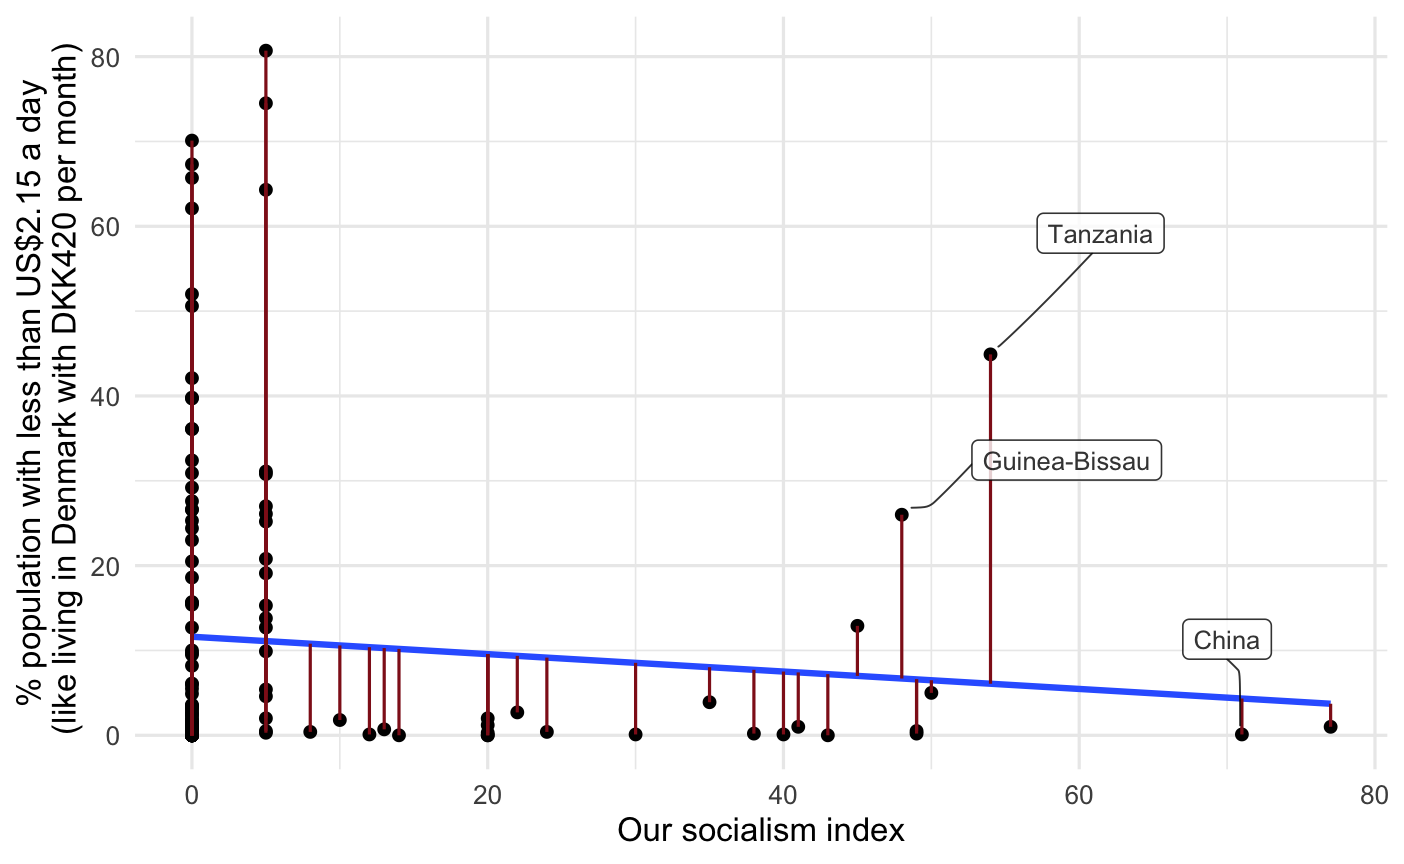 % population with less than US$2.15 a day
(like living in Denmark with DKK420 per month)
80
60
40
20
0
Tanzania
Guinea-Bissau
China
0
20
40
60
80
Our socialism index